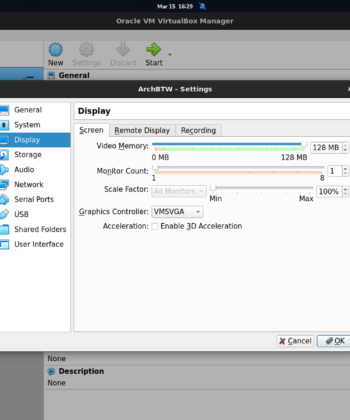 Mar 15 16:29
Oracle VM VirtualBox Manager
New Settings Discard Start
General
ArchBTW - Settings
General
System
Display
Storage
Audio
Network
Serial Ports
USB
Shared Folders
User Interface
Display
Screen Remote Display Recording
Video Memory: 128 MB
0 MB 128 MB
Monitor Count: 1
1 8
Scale Factor: All Monitors 100%
Min Max
Graphics Controller: VMSVGA
Acceleration: Enable 3D Acceleration
Cancel OK
None
Description
None